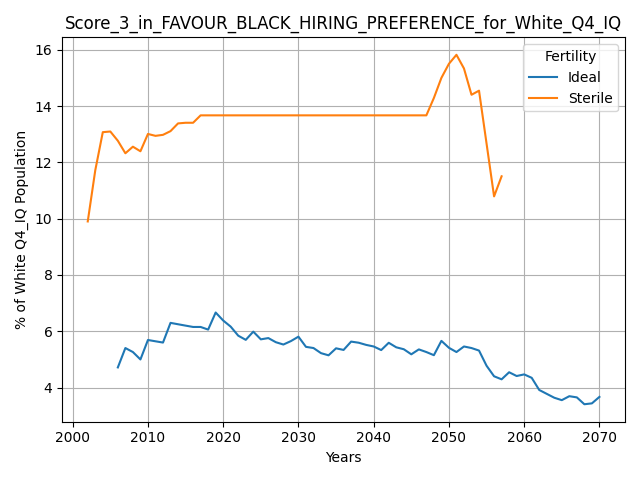 Score_3_in_FAVOUR_BLACK_HIRING_PREFERENCE_for_White_Q4_IQ
Fertility
Ideal
Sterile
% of White Q4_IQ Population
16
14
12
10
8
6
4
2000 2010 2020 2030 2040 2050 2060 2070
Years